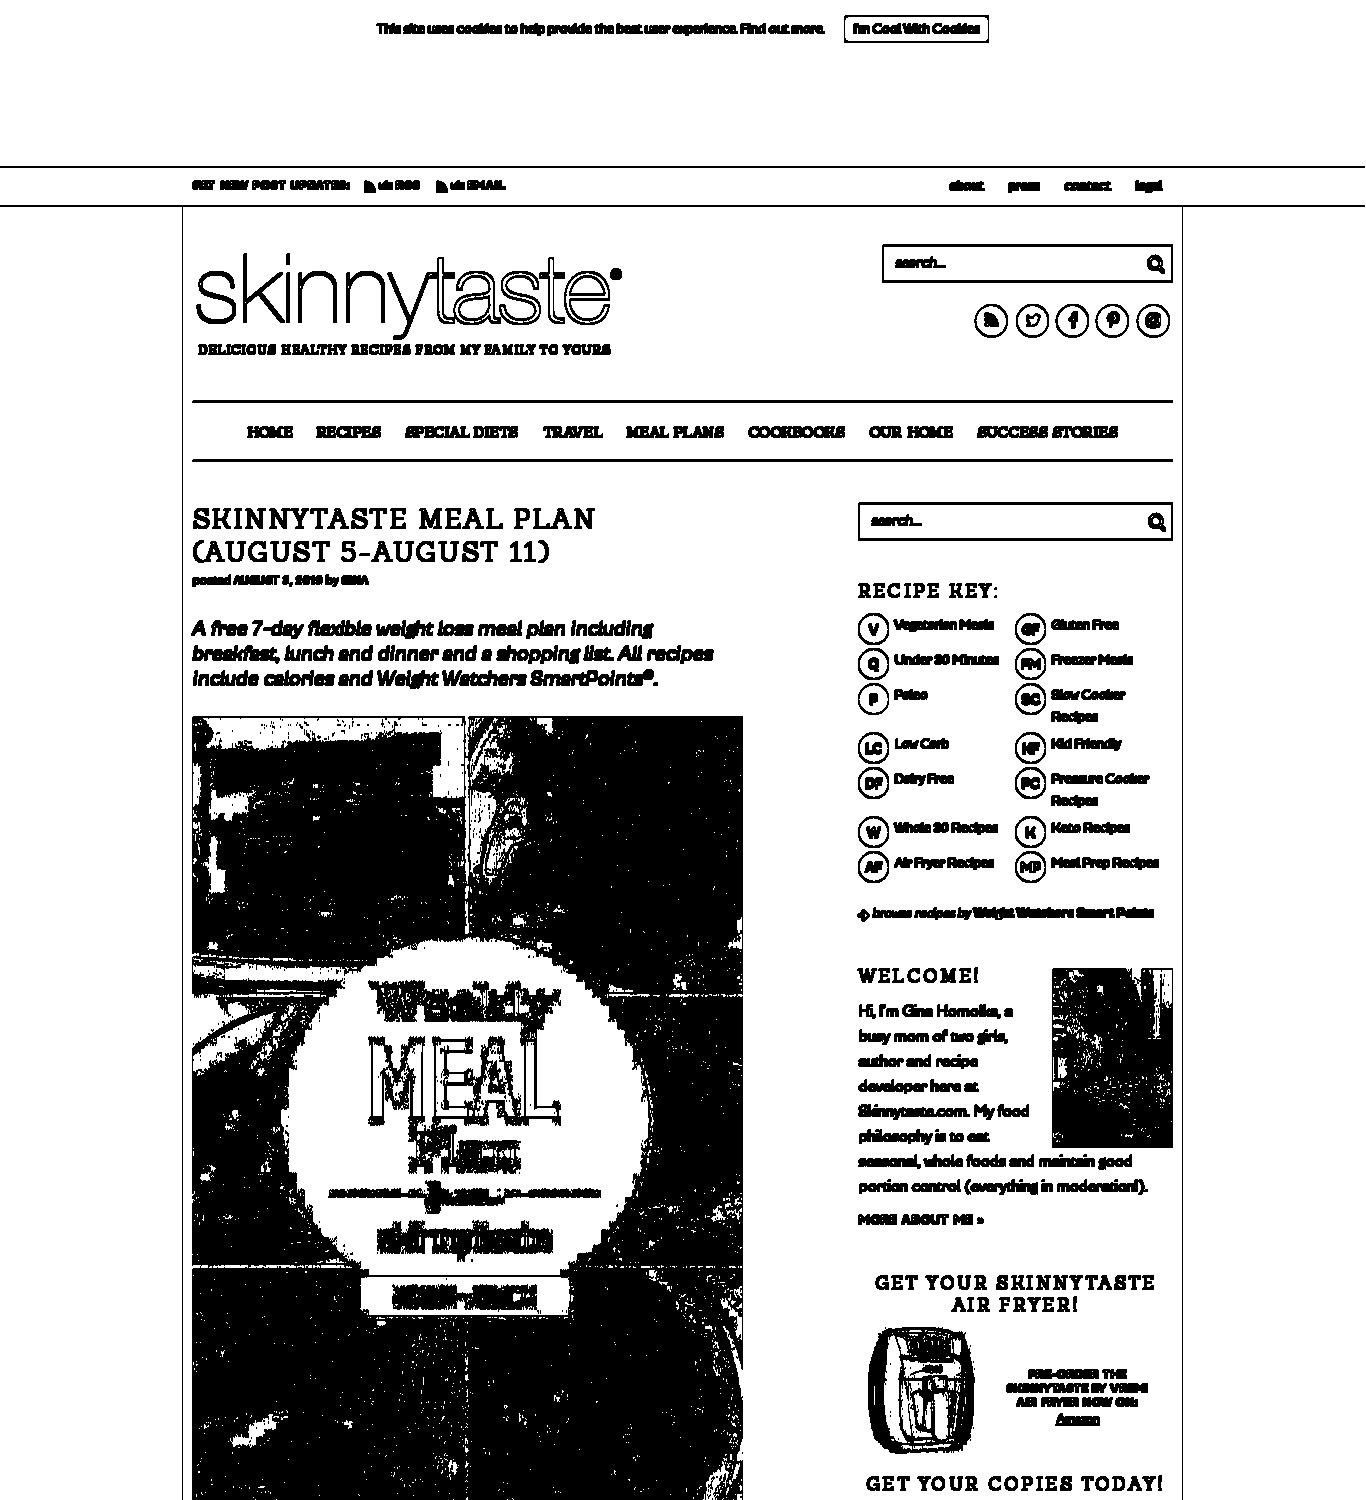 This site uses cookies to help provide the best user experience. Find out more.
I'm Cool With Cookies
GET NEW POST UPDATES: via RSS via EMAIL
about press contact legal
skinnytaste
DELICIOUS HEALTHY RECIPES FROM MY FAMILY TO YOURS
search...
HOME RECIPES SPECIAL DIETS TRAVEL MEAL PLANS COOKBOOKS OUR HOME SUCCESS STORIES
SKINNYTASTE MEAL PLAN
(AUGUST 5-AUGUST 11)
posted AUGUST 3, 2019 by GINA
A free 7-day flexible weight loss meal plan including
breakfast, lunch and dinner and a shopping list. All recipes
include calories and Weight Watchers SmartPoints®.
Weekly
MEAL
skinnytaste
search...
RECIPE KEY:
V Vegetarian Meals
GF Gluten Free
Q Under 30 Minutes
FM Freezer Meals
P Paleo
SC Slow Cooker
Recipes
LC Low Carb
KF Kid Friendly
DF Dairy Free
PC Pressure Cooker
Recipes
W Whole 30 Recipes
K Keto Recipes
AF Air Fryer Recipes
MP Meal Prep Recipes
browse recipes by Weight Watchers Smart Points
WELCOME!
Hi, I'm Gina Homolka, a
busy mom of two girls,
author and recipe
developer here at
Skinnytaste.com. My food
philosophy is to eat
seasonal, whole foods and maintain good
portion control (everything in moderation!).
MORE ABOUT ME »
GET YOUR SKINNYTASTE
AIR FRYER!
PRE-ORDER THE
SKINNYTASTE BY VREMI
AIR FRYER NOW ON:
Amazon
GET YOUR COPIES TODAY!